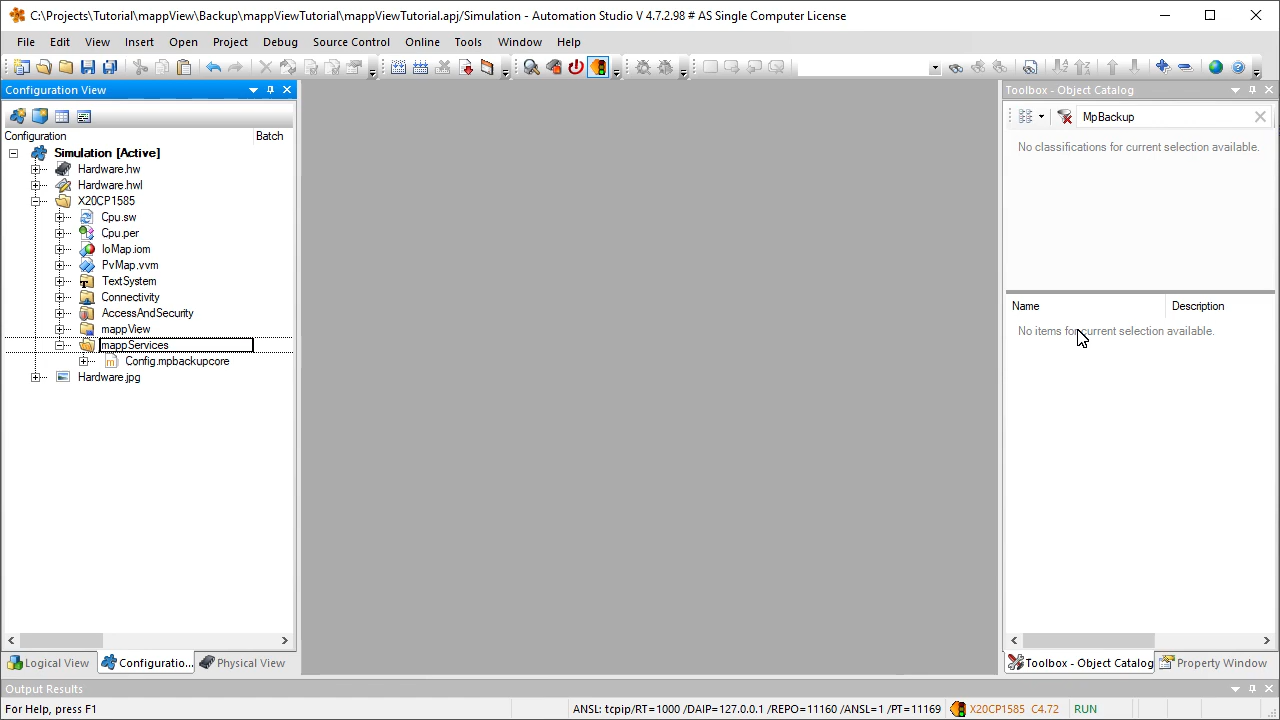 C:\Projects\Tutorial\mappView\Backup\mappViewTutorial\mappViewTutorial.apj/Simulation - Automation Studio V 4.7.2.98 # AS Single Computer License
File Edit View Insert Open Project Debug Source Control Online Tools Window Help
Configuration View
Configuration Batch
Simulation [Active]
Hardware.hw
Hardware.hwl
X20CP1585
Cpu.sw
Cpu.per
IoMap.iom
PvMap.vvm
TextSystem
Connectivity
AccessAndSecurity
mappView
mappServices
Config.mpbackupcore
Hardware.jpg
Logical View Configuratio... Physical View
Toolbox - Object Catalog
MpBackup
No classifications for current selection available.
Name Description
No items for current selection available.
Toolbox - Object Catalog Property Window
Output Results
For Help, press F1 ANSL: tcpip/RT=1000 /DAIP=127.0.0.1 /REPO=11160 /ANSL=1 /PT=11169 X20CP1585 C4.72 RUN